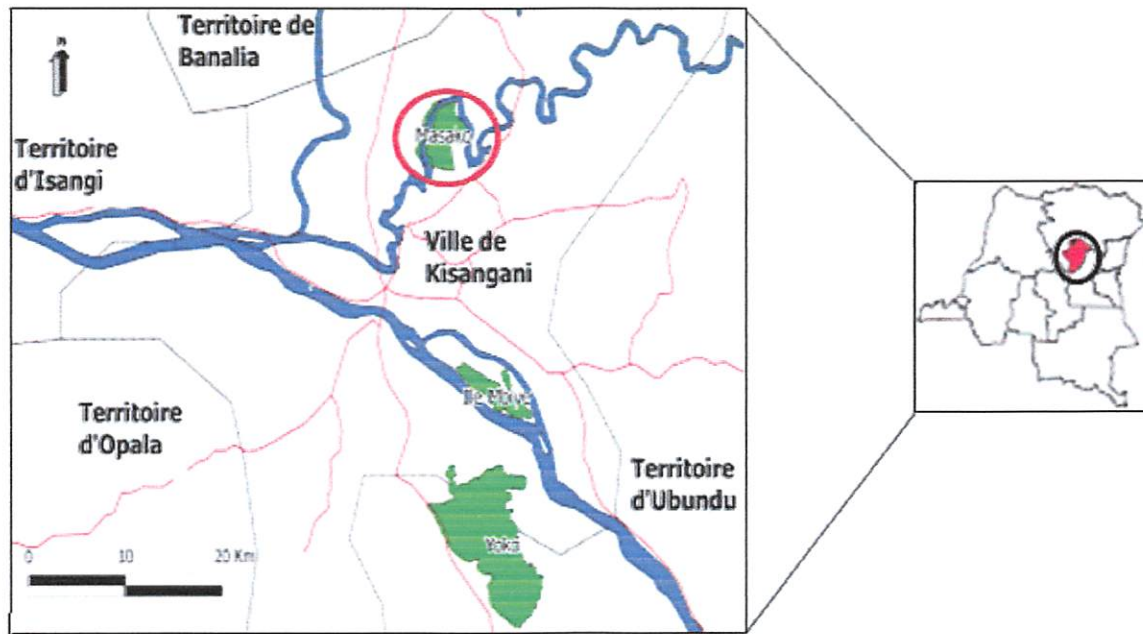 N
Territoire de
Banalia
Masako
Territoire
d'Isangi
Ville de
Kisangani
Ile Mbiye
Territoire
d'Opala
Territoire
d'Ubundu
Yoko
0 10 20 Km